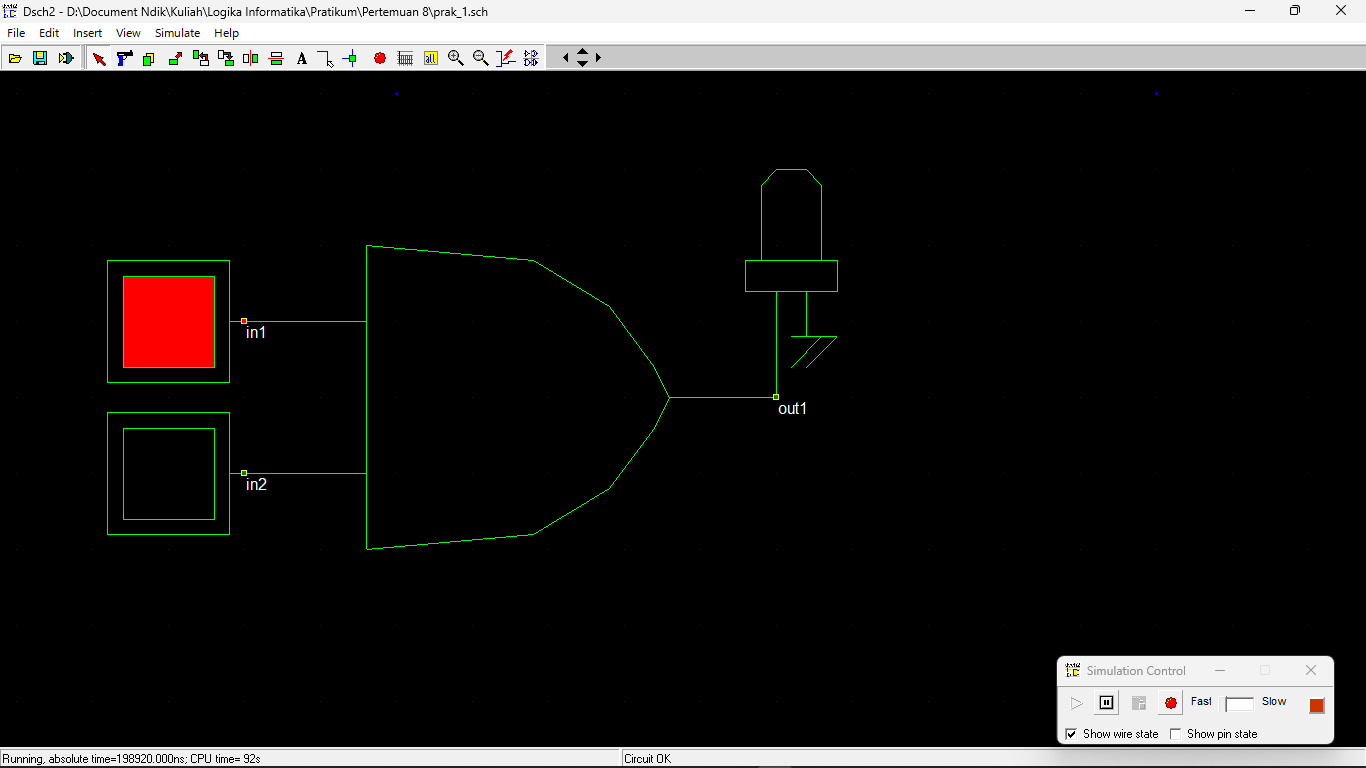 Dsch2 - D:\Document Ndik\Kuliah\Logika Informatika\Pratikum\Pertemuan 8\prak_1.sch
File Edit Insert View Simulate Help
A
in1
out1
in2
Simulation Control
Fast Slow
Show wire state Show pin state
Running, absolute time=198920.000ns; CPU time= 92s
Circuit OK